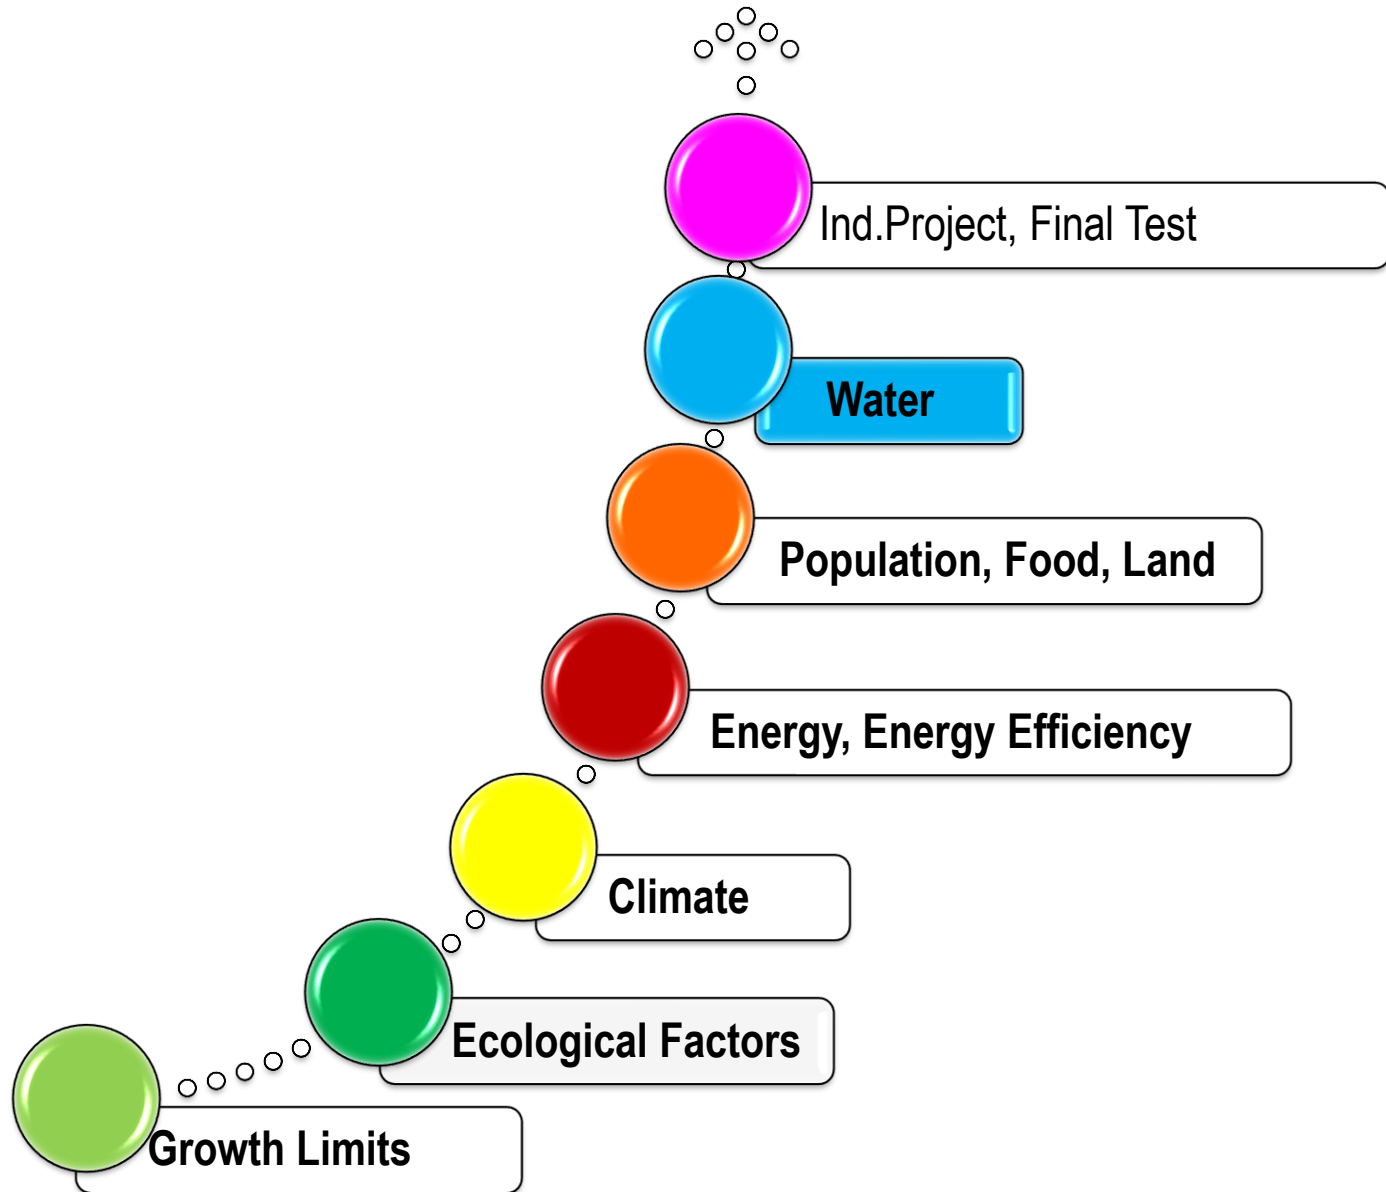 Ind.Project, Final Test
Water
Population, Food, Land
Energy, Energy Efficiency
Climate
Ecological Factors
Growth Limits